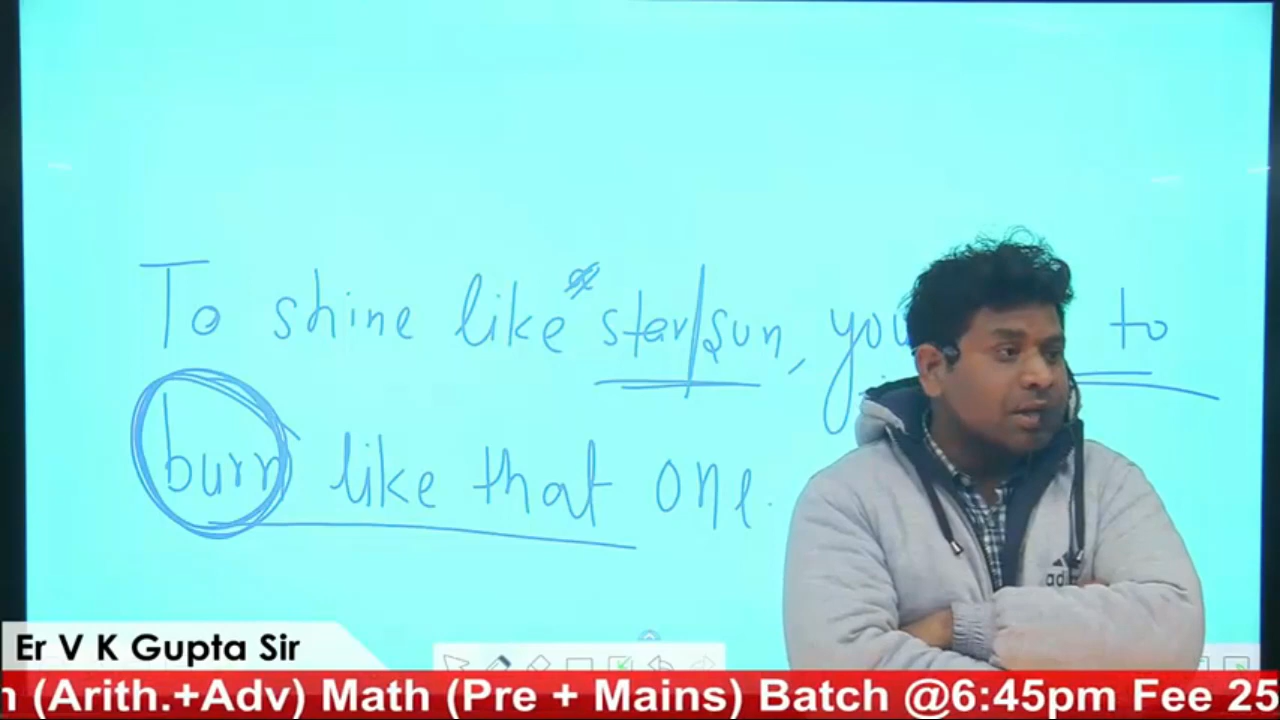 To shine like star/sun, you to
burn like that one.
ad
Er V K Gupta Sir
(Arith.+Adv) Math (Pre + Mains) Batch @6:45pm Fee 25